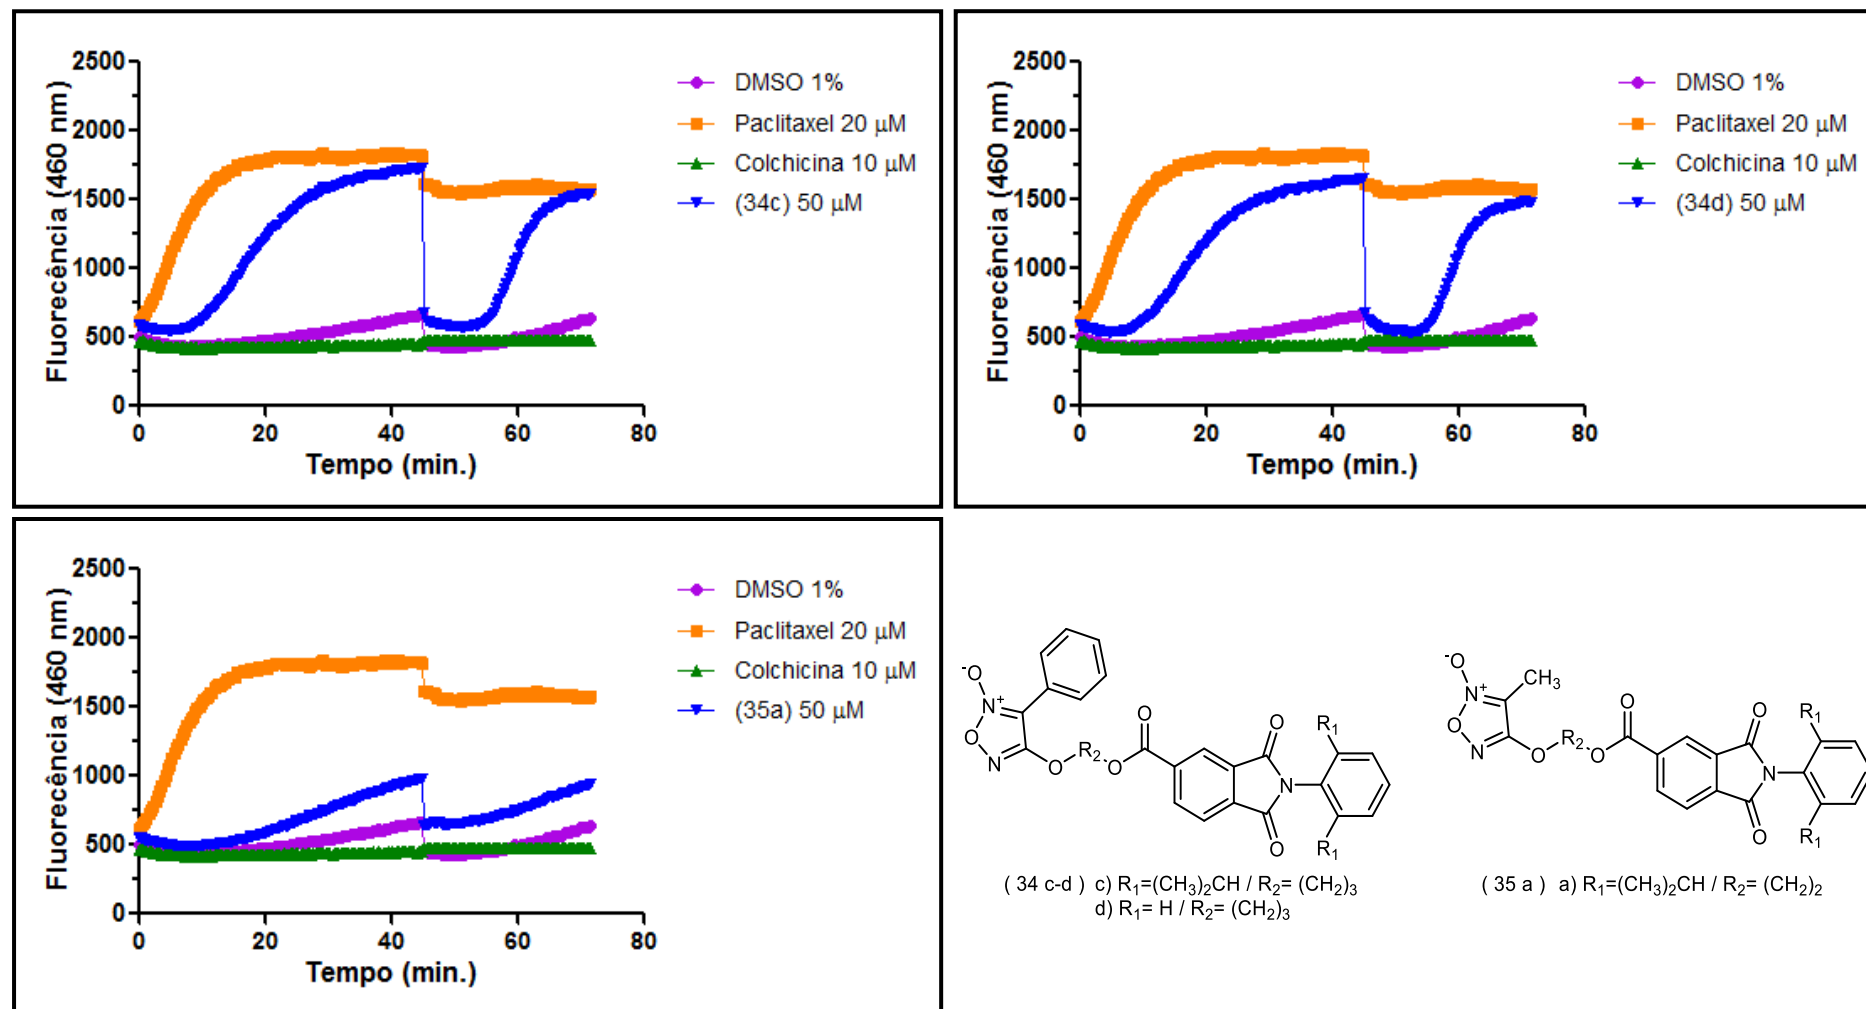 Fluorecência (460 nm)
2500
2000
1500
1000
500
0
0 20 40 60 80
Tempo (min.)
DMSO 1%
Paclitaxel 20 µM
Colchicina 10 µM
(34c) 50 µM
Fluorecência (460 nm)
2500
2000
1500
1000
500
0
0 20 40 60 80
Tempo (min.)
DMSO 1%
Paclitaxel 20 µM
Colchicina 10 µM
(34d) 50 µM
Fluorecência (460 nm)
2500
2000
1500
1000
500
0
0 20 40 60 80
Tempo (min.)
DMSO 1%
Paclitaxel 20 µM
Colchicina 10 µM
(35a) 50 µM
-O
N+
O
N
O
R2
O
O
O
N
O
R1
R1
( 34 c-d ) c) R1=(CH3)2CH / R2= (CH2)3
d) R1= H / R2= (CH2)3
-O
N+
CH3
O
N
O
R2
O
O
O
N
O
R1
R1
( 35 a ) a) R1=(CH3)2CH / R2= (CH2)2